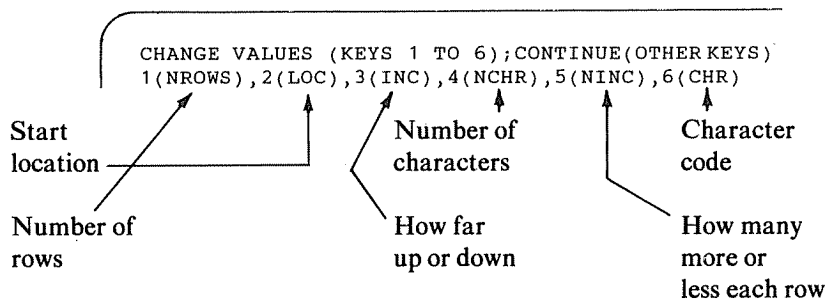 CHANGE VALUES (KEYS 1 TO 6);CONTINUE(OTHER KEYS)
1(NROWS),2(LOC),3(INC),4(NCHR),5(NINC),6(CHR)
Start
location
Number of
characters
Character
code
Number of
rows
How far
up or down
How many
more or
less each row